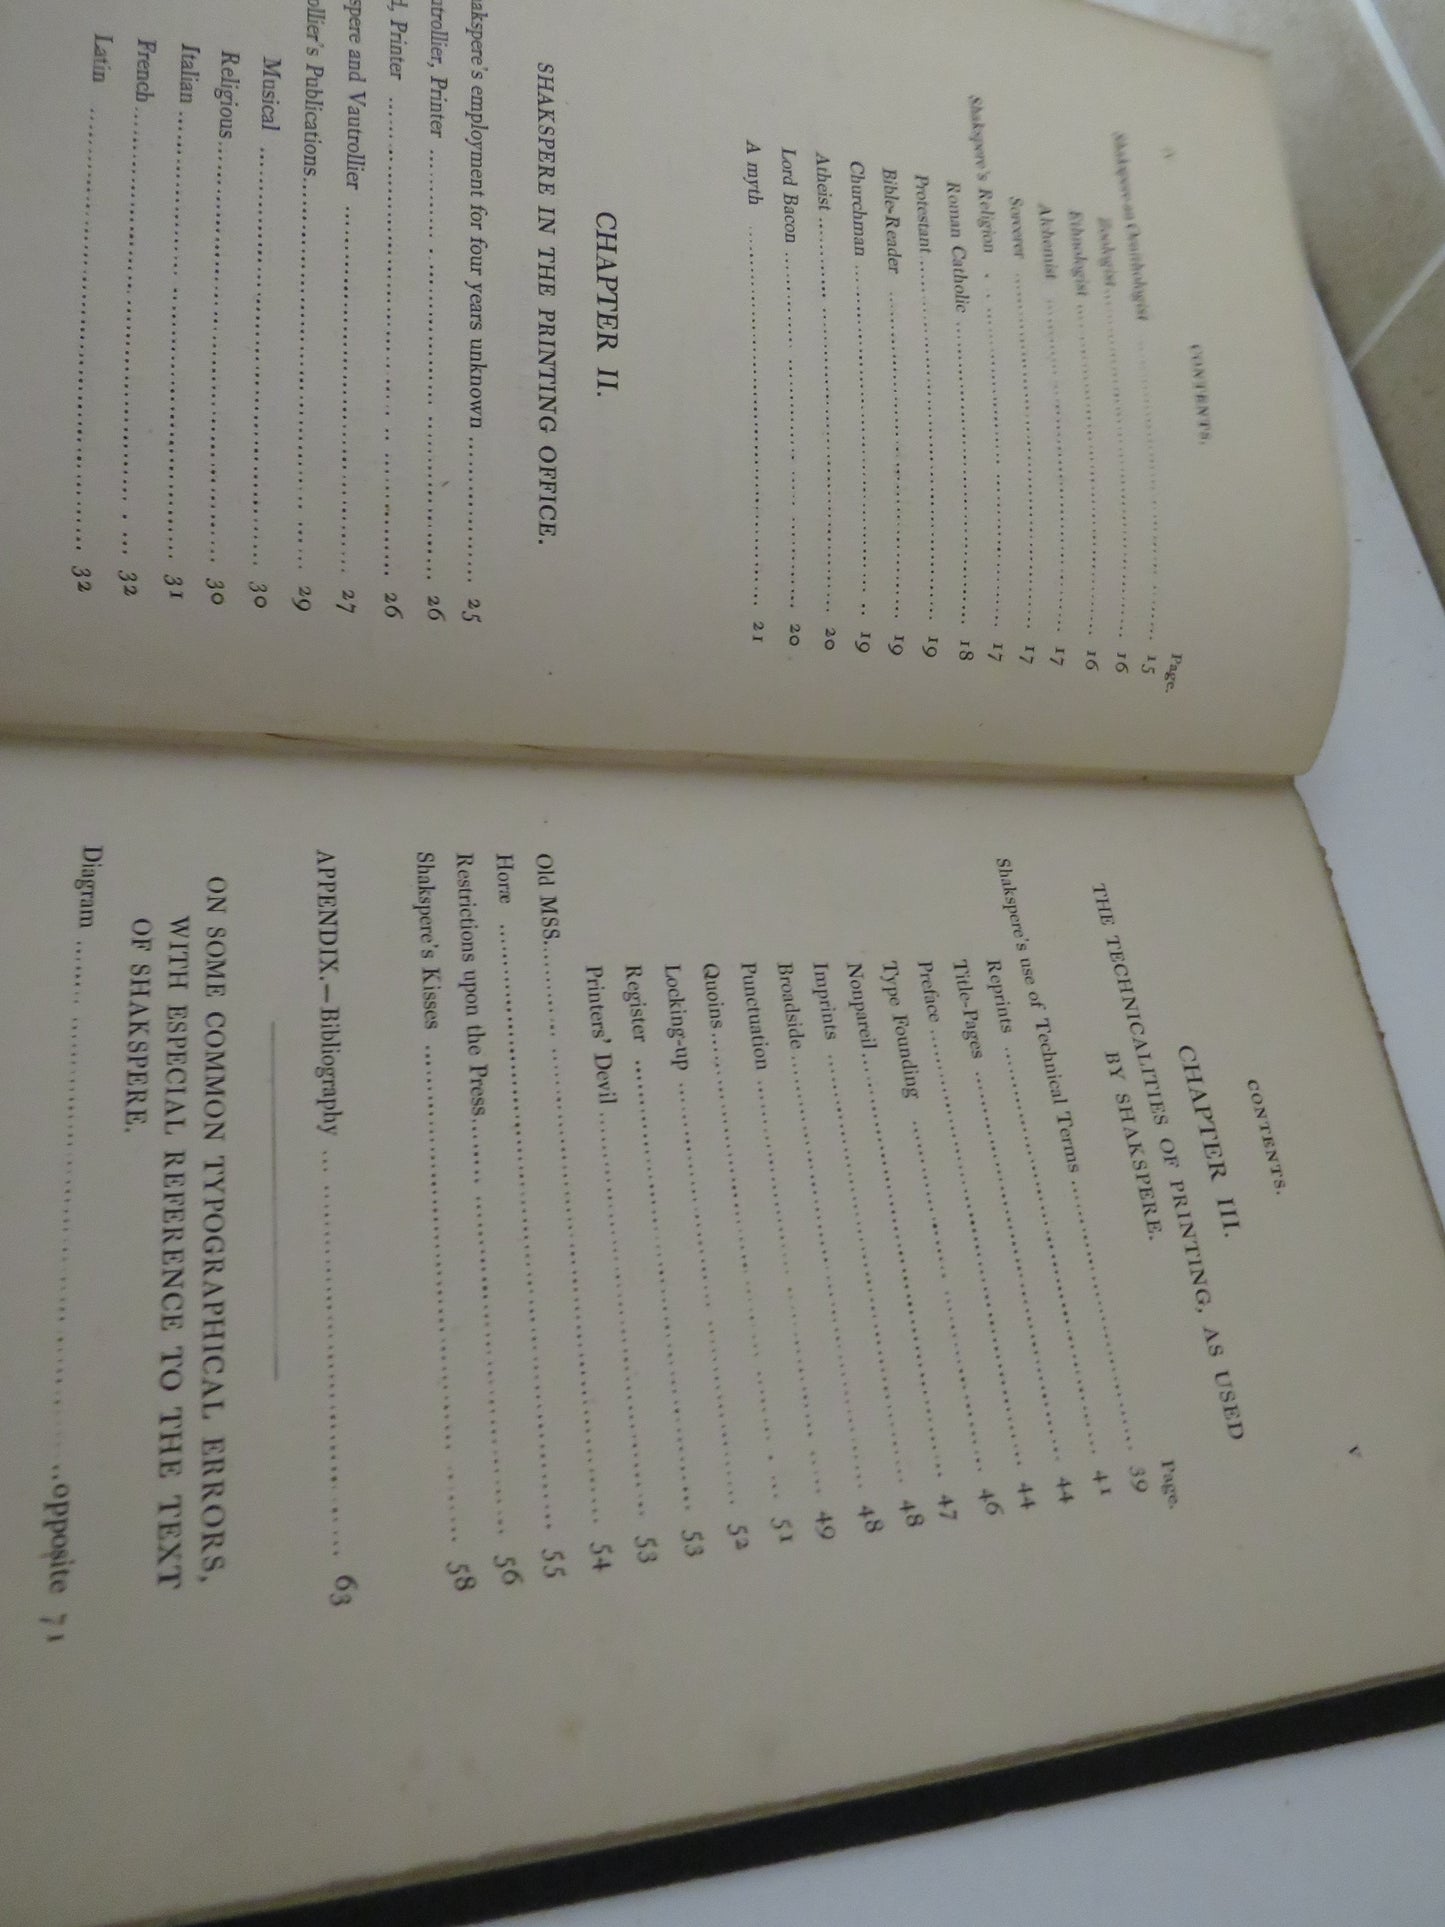 iv
CONTENTS.
Page.
Shakspere an Ornithologist ........ 15
Zoologist ........ 16
Ethnologist ........ 16
Alchemist ........ 17
Sorcerer ........ 17
Shakspere's Religion ........ 17
Roman Catholic ........ 18
Protestant ........ 19
Bible-Reader ........ 19
Churchman ........ 19
Atheist ........ 20
Lord Bacon ........ 20
A myth ........ 21
CHAPTER II.
SHAKSPERE IN THE PRINTING OFFICE.
akspere's employment for four years unknown ........ 25
utrollier, Printer ........ 26
d, Printer ........ 26
spere and Vautrollier ........ 27
ollier's Publications ........ 29
Musical ........ 30
Religious ........ 30
Italian ........ 31
French ........ 32
Latin ........ 32
v
CONTENTS.
CHAPTER III.
THE TECHNICALITIES OF PRINTING, AS USED
BY SHAKSPERE.
Page.
Shakspere's use of Technical Terms ........ 39
Reprints ........ 41
Title-Pages ........ 44
Preface ........ 44
Type Founding ........ 46
Nonpareil ........ 47
Imprints ........ 48
Broadside ........ 48
Punctuation ........ 49
Quoins ........ 51
Locking-up ........ 52
Register ........ 53
Printers' Devil ........ 53
Old MSS. ........ 54
Horæ ........ 55
Restrictions upon the Press ........ 56
Shakspere's Kisses ........ 58
APPENDIX.—Bibliography ........ 63
ON SOME COMMON TYPOGRAPHICAL ERRORS,
WITH ESPECIAL REFERENCE TO THE TEXT
OF SHAKSPERE.
Diagram ........ opposite 71